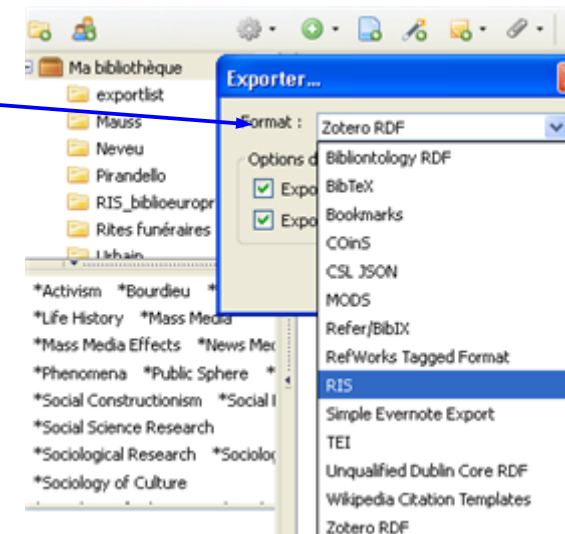 Ma bibliothèque
exportlist
Mauss
Neveu
Pirandello
RIS_biblioeuropr
Rites funéraires
Urbain
*Activism *Bourdieu *
*Life History *Mass Media
*Mass Media Effects *News Med
*Phenomena *Public Sphere *
*Social Constructionism *Social I
*Social Science Research
*Sociological Research *Sociolog
*Sociology of Culture
Exporter...
Format : Zotero RDF
Options d
Expo
Expo
Bibliontology RDF
BibTeX
Bookmarks
COinS
CSL JSON
MODS
Refer/BibIX
RefWorks Tagged Format
RIS
Simple Evernote Export
TEI
Unqualified Dublin Core RDF
Wikipedia Citation Templates
Zotero RDF